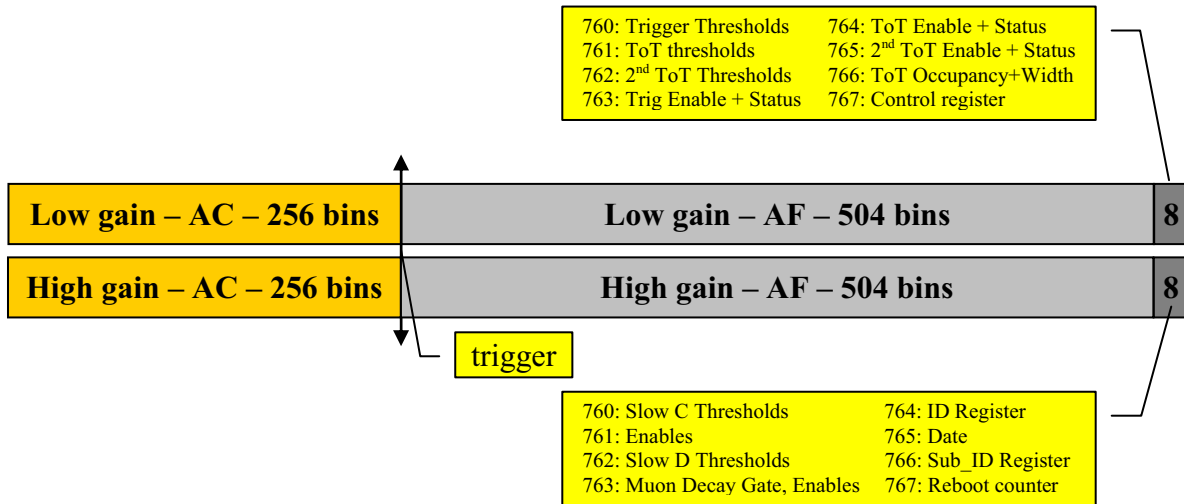 760: Trigger Thresholds 764: ToT Enable + Status
761: ToT thresholds 765: 2nd ToT Enable + Status
762: 2nd ToT Thresholds 766: ToT Occupancy+Width
763: Trig Enable + Status 767: Control register
Low gain – AC – 256 bins Low gain – AF – 504 bins 8
High gain – AC – 256 bins High gain – AF – 504 bins 8
trigger
760: Slow C Thresholds 764: ID Register
761: Enables 765: Date
762: Slow D Thresholds 766: Sub_ID Register
763: Muon Decay Gate, Enables 767: Reboot counter